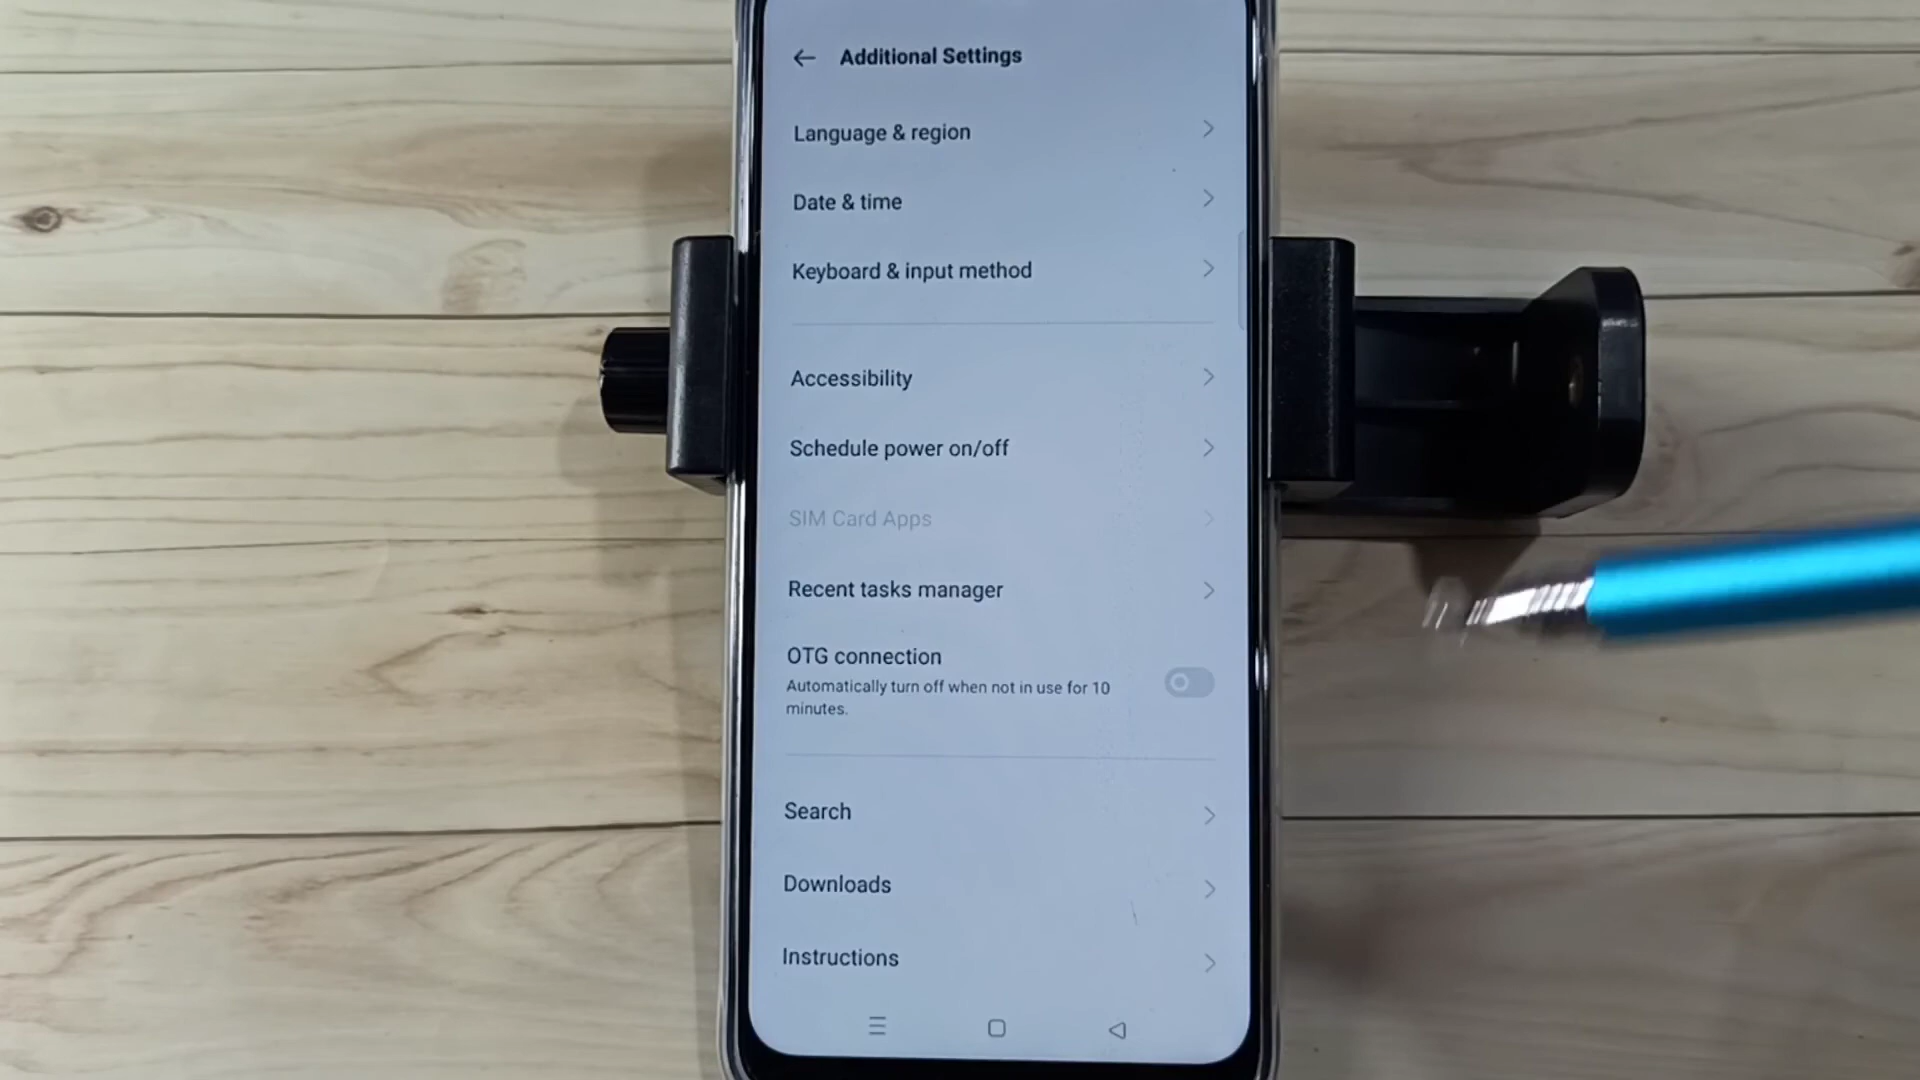 Additional Settings
Language & region
Date & time
Keyboard & input method
Accessibility
Schedule power on/off
SIM Card Apps
Recent tasks manager
OTG connection
Automatically turn off when not in use for 10
minutes.
Search
Downloads
Instructions